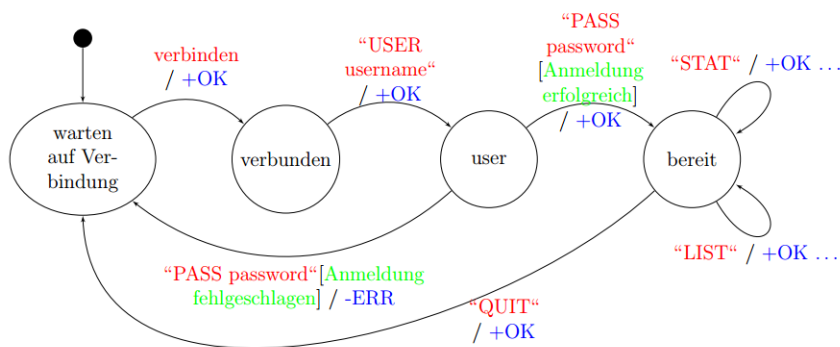 verbinden
/ +OK
“USER
username“
/ +OK
“PASS
password“
[Anmeldung
erfolgreich]
/ +OK
“STAT“ / +OK ...
warten
auf Ver-
bindung
verbunden
user
bereit
“LIST“ / +OK ...
“PASS password“[Anmeldung
fehlgeschlagen] / -ERR
“QUIT“
/ +OK